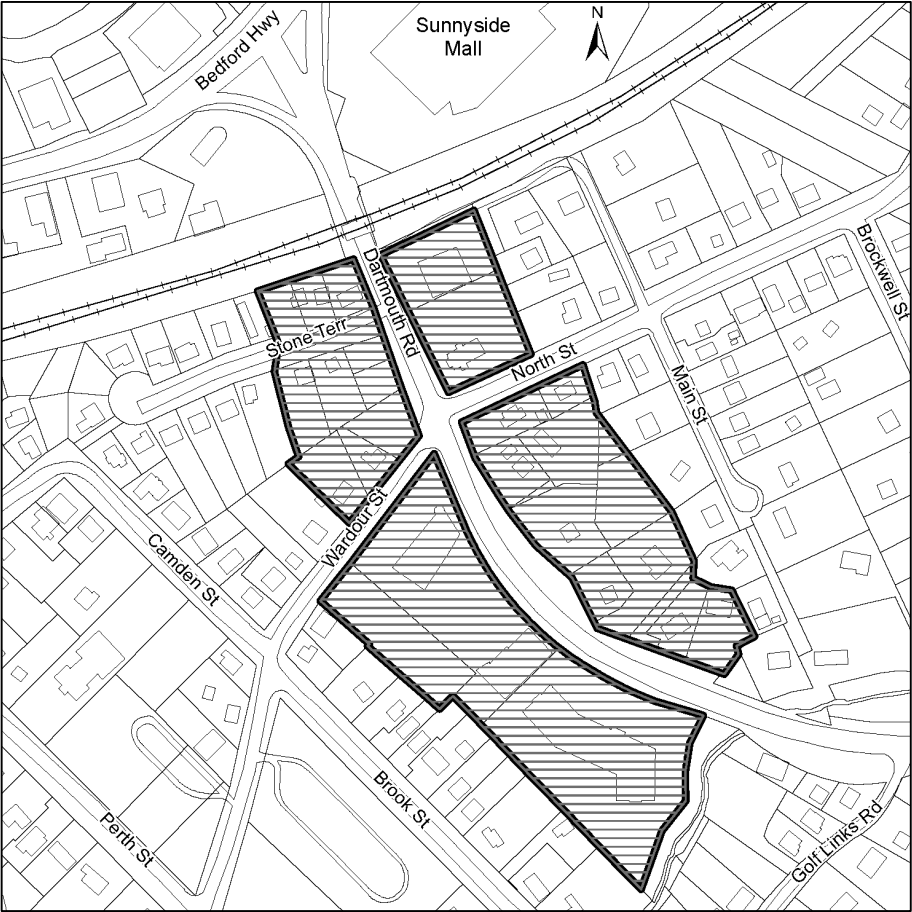 Sunnyside
Mall
N
Bedford Hwy
Dartmouth Rd
Brockwell St
Stone Terr
North St
Main St
Wardour St
Camden St
Brook St
Perth St
Golf Links Rd